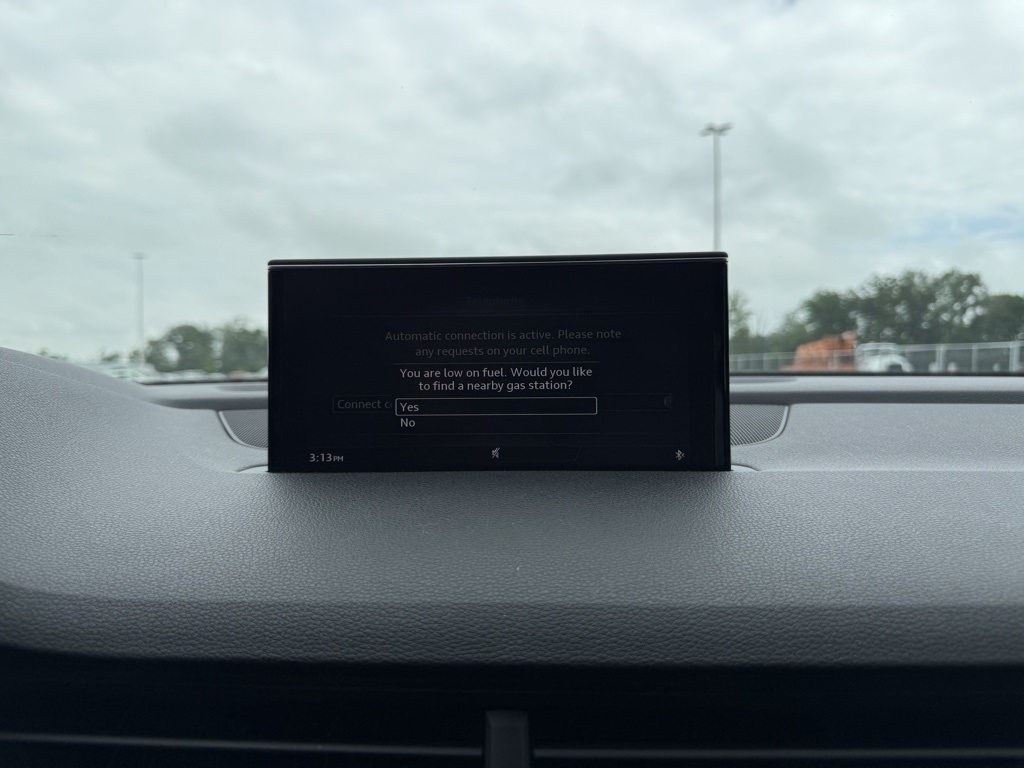 Automatic connection is active. Please note
any requests on your cell phone.
You are low on fuel. Would you like
to find a nearby gas station?
Connect
Yes
No
3:13 PM